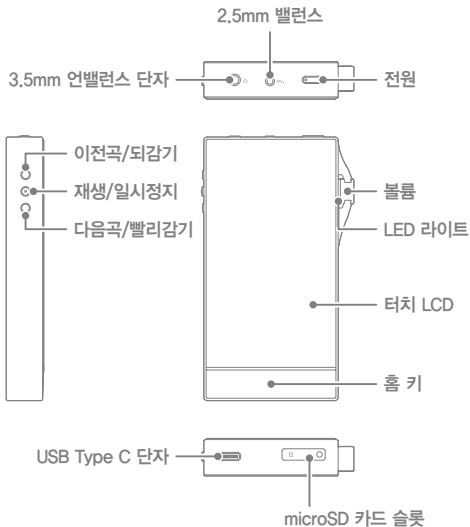 2.5mm 밸런스
3.5mm 언밸런스 단자
전원
이전곡/되감기
재생/일시정지
볼륨
다음곡/빨리감기
LED 라이트
터치 LCD
홈 키
USB Type C 단자
microSD 카드 슬롯